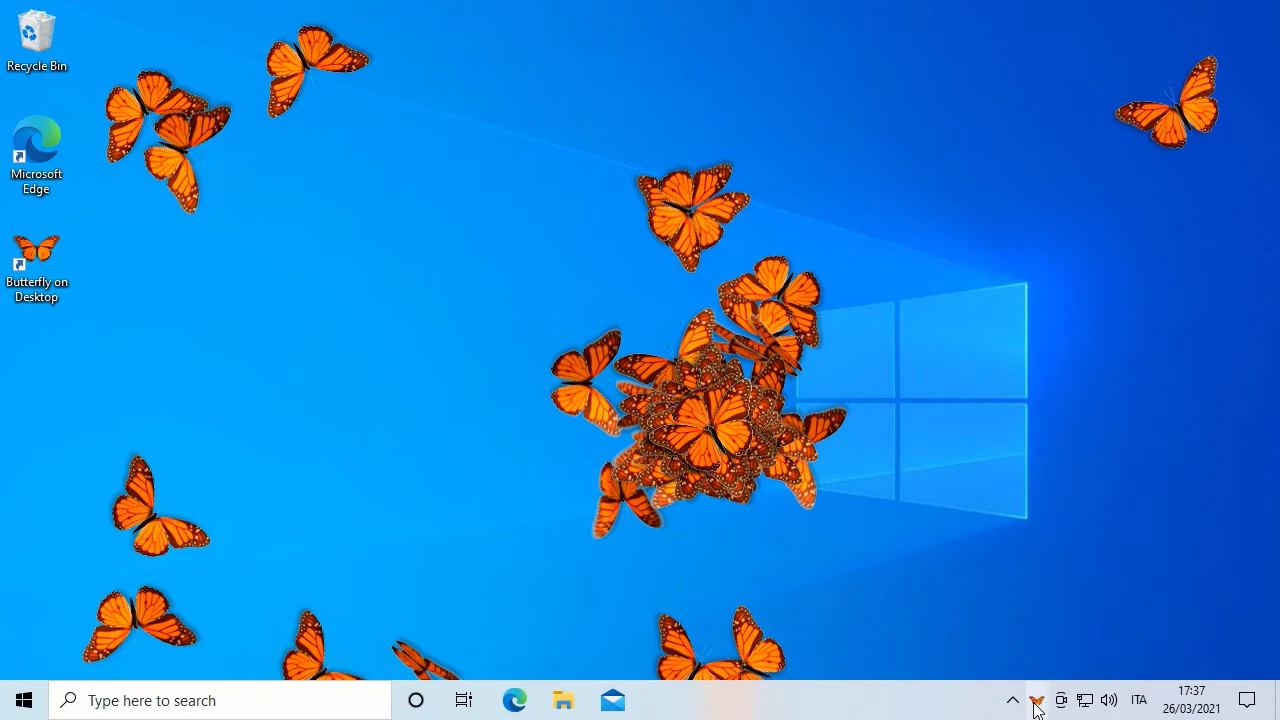 Recycle Bin
Microsoft
Edge
Butterfly on
Desktop
Type here to search
ITA
17:37
26/03/2021